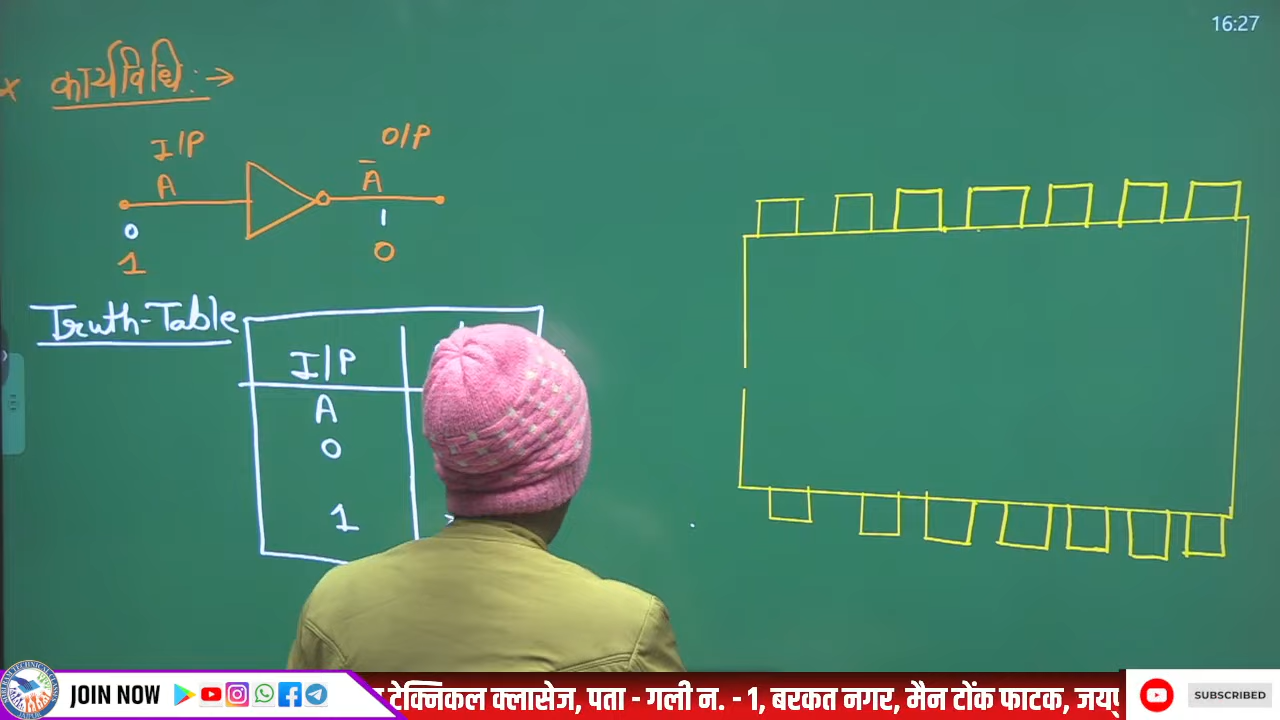 16:27
× कार्यविधि :→
I/P
O/P
A
A̅
0
1
1
0
Truth-Table
I/P
A
0
1
JOIN NOW
टेक्निकल क्लासेज, पता - गली न. - 1, बरकत नगर, मैन टोंक फाटक,
SUBSCRIBED